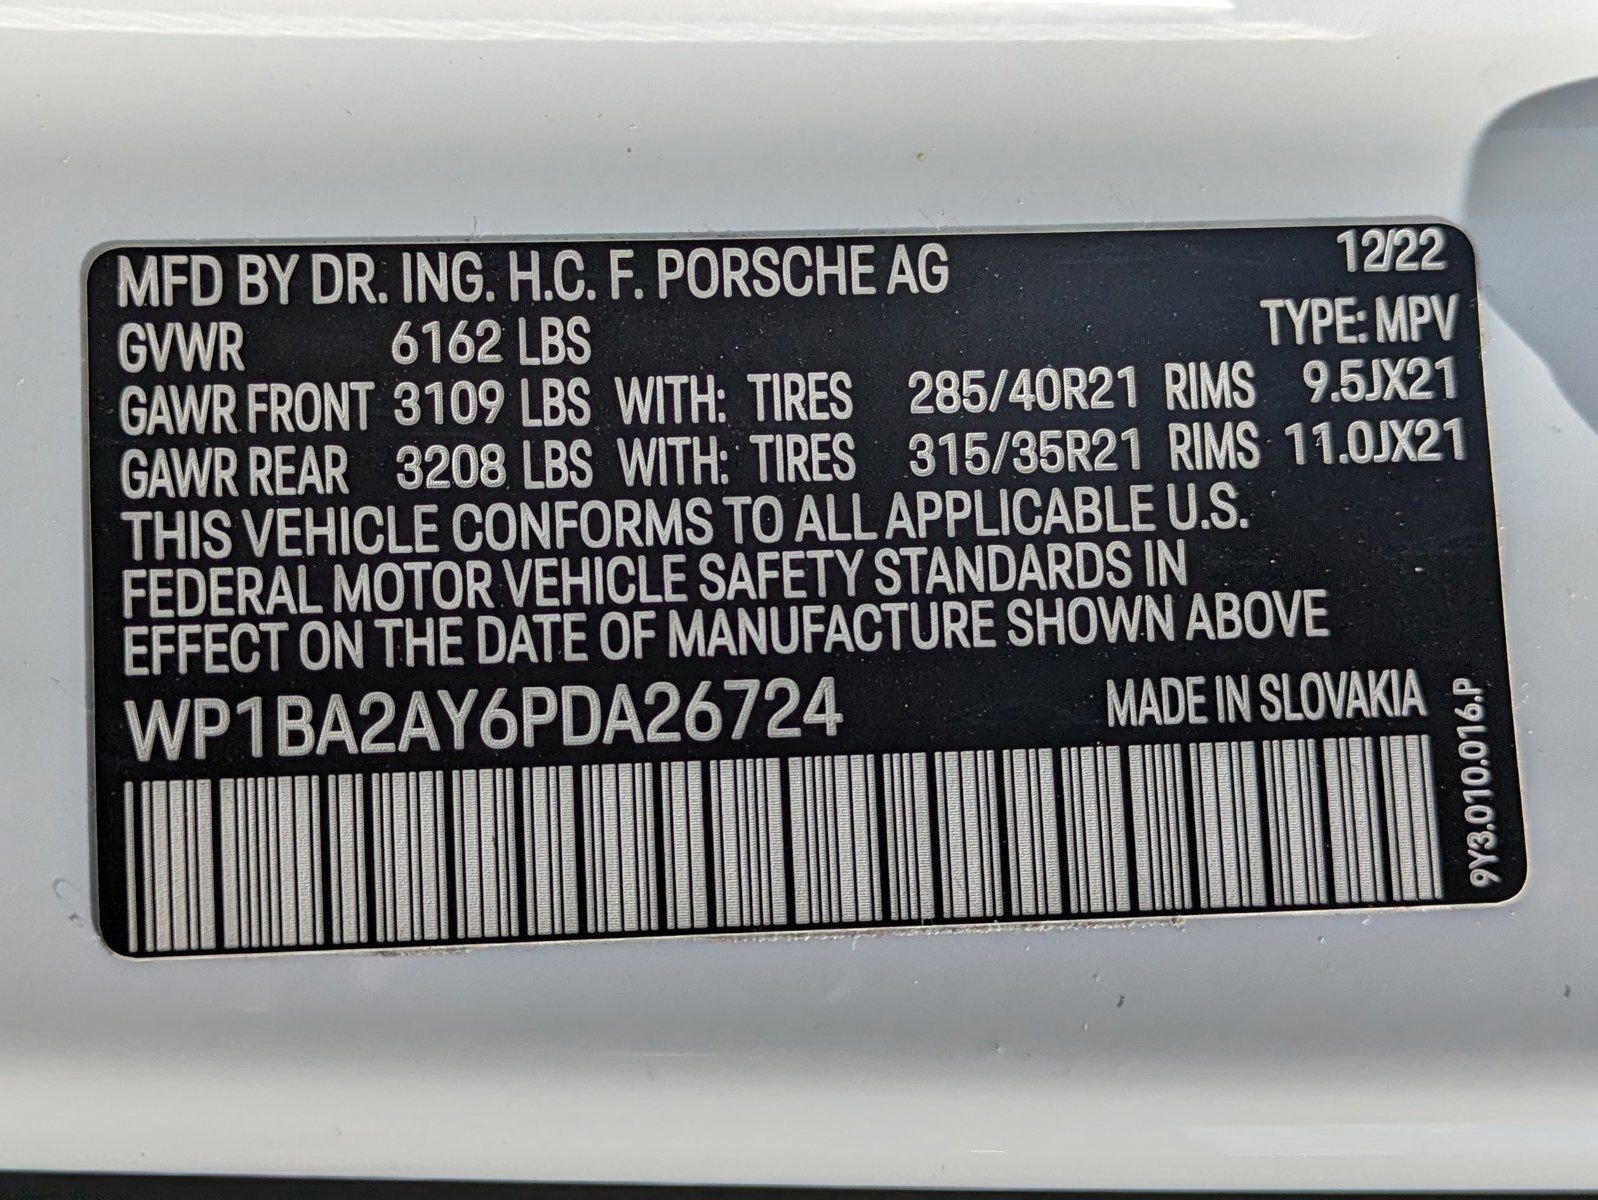 MFD BY DR. ING. H.C. F. PORSCHE AG 12/22
GVWR 6162 LBS TYPE: MPV
GAWR FRONT 3109 LBS WITH: TIRES 285/40R21 RIMS 9.5JX21
GAWR REAR 3208 LBS WITH: TIRES 315/35R21 RIMS 11.0JX21
THIS VEHICLE CONFORMS TO ALL APPLICABLE U.S.
FEDERAL MOTOR VEHICLE SAFETY STANDARDS IN
EFFECT ON THE DATE OF MANUFACTURE SHOWN ABOVE
WP1BA2AY6PDA26724 MADE IN SLOVAKIA
9Y3.010.016.P